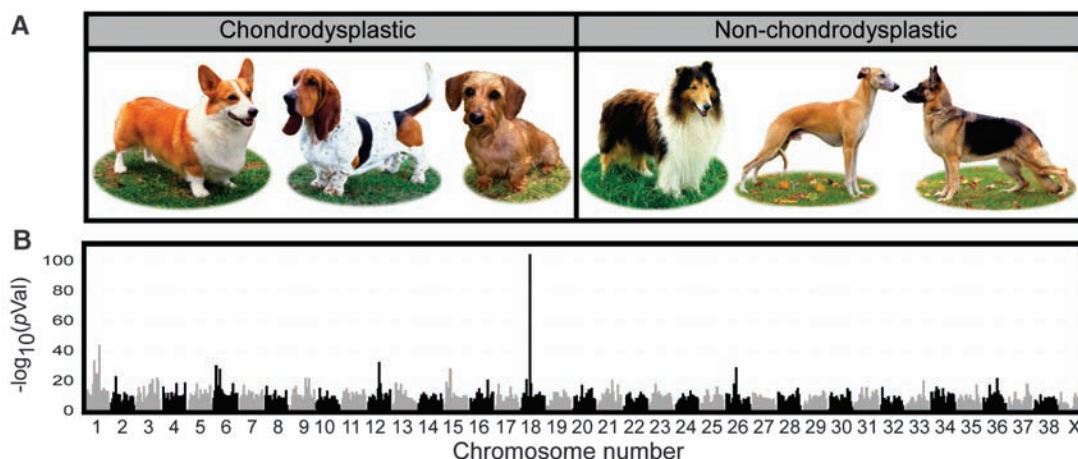 A
Chondrodysplastic
Non-chondrodysplastic
B
-log10(pVal)
100
80
60
40
20
0
1 2 3 4 5 6 7 8 9 10 11 12 13 14 15 16 17 18 19 20 21 22 23 24 25 26 27 28 29 30 31 32 33 34 35 36 37 38 X
Chromosome number